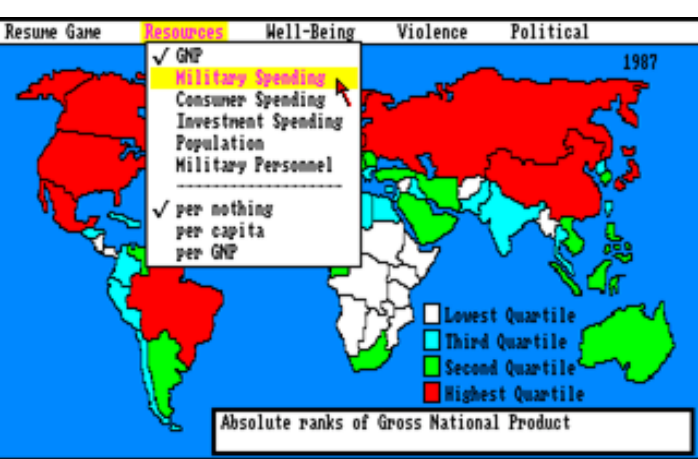 Resume Game Resources Well-Being Violence Political
✓ GNP
Military Spending
Consumer Spending
Investment Spending
Population
Military Personnel
--------------------
✓ per nothing
per capita
per GNP
1987
Lowest Quartile
Third Quartile
Second Quartile
Highest Quartile
Absolute ranks of Gross National Product